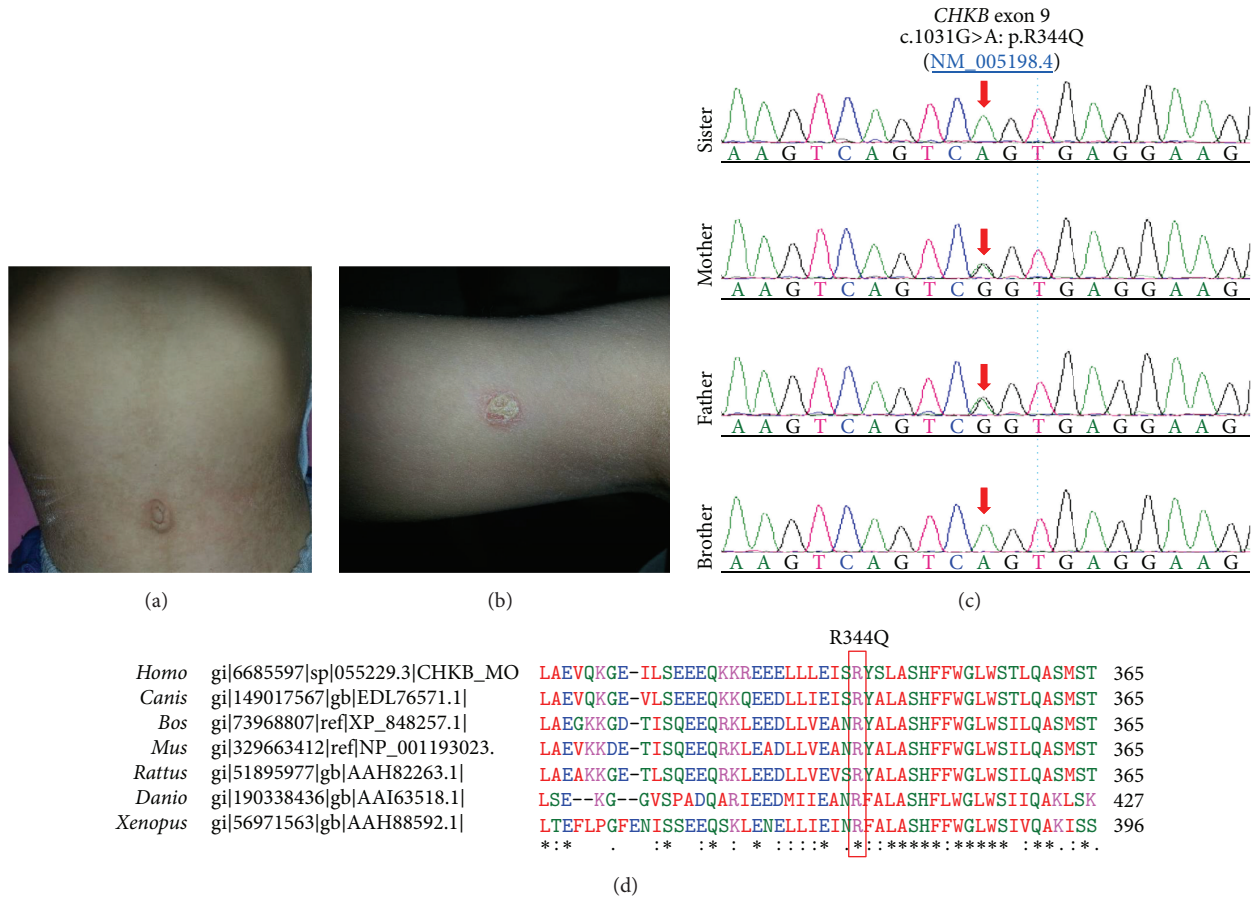 CHKB exon 9
c.1031G>A: p.R344Q
(NM_005198.4)
Sister
A A G T C A G T C A G T G A G G A A G
Mother
A A G T C A G T C G G T G A G G A A G
Father
A A G T C A G T C G G T G A G G A A G
Brother
A A G T C A G T C A G T G A G G A A G
(a)
(b)
(c)
R344Q
Homo gi|6685597|sp|055229.3|CHKB_MO LAEVQKGE-ILSEEEQKKREEELLLEISRYSLASHFFWGLWSTLQASMST 365
Canis gi|149017567|gb|EDL76571.1| LAEVQKGE-VLSEEEQKKQEEDLLIEISRYALASHFFWGLWSTLQASMST 365
Bos gi|73968807|ref|XP_848257.1| LAEGKKGD-TISQEEQRKLEEDLLVEANRYALASHFFWGLWSTLQASMST 365
Mus gi|329663412|ref|NP_001193023. LAEVKKDE-TISQEEQRKLEADLLVEANRYALASHFFWGLWSTLQASMST 365
Rattus gi|51895977|gb|AAH82263.1| LAEAKKGE-TLSQEEQRKLEEDLLVEVSRYALASHFFWGLWSTLQASMST 365
Danio gi|190338436|gb|AAI63518.1| LSE--KG--GVSPADQARIEEDMIIEANRFALASHFLWGLWSIIQAKLSK 427
Xenopus gi|56971563|gb|AAH88592.1| LTEFLPGFENISSEEQSKLENELLIEINRFALASHFFWGLWSIVQAKISS 396
*:* . :* :* : * :::: * .*::*****:***** :**.:*.
(d)